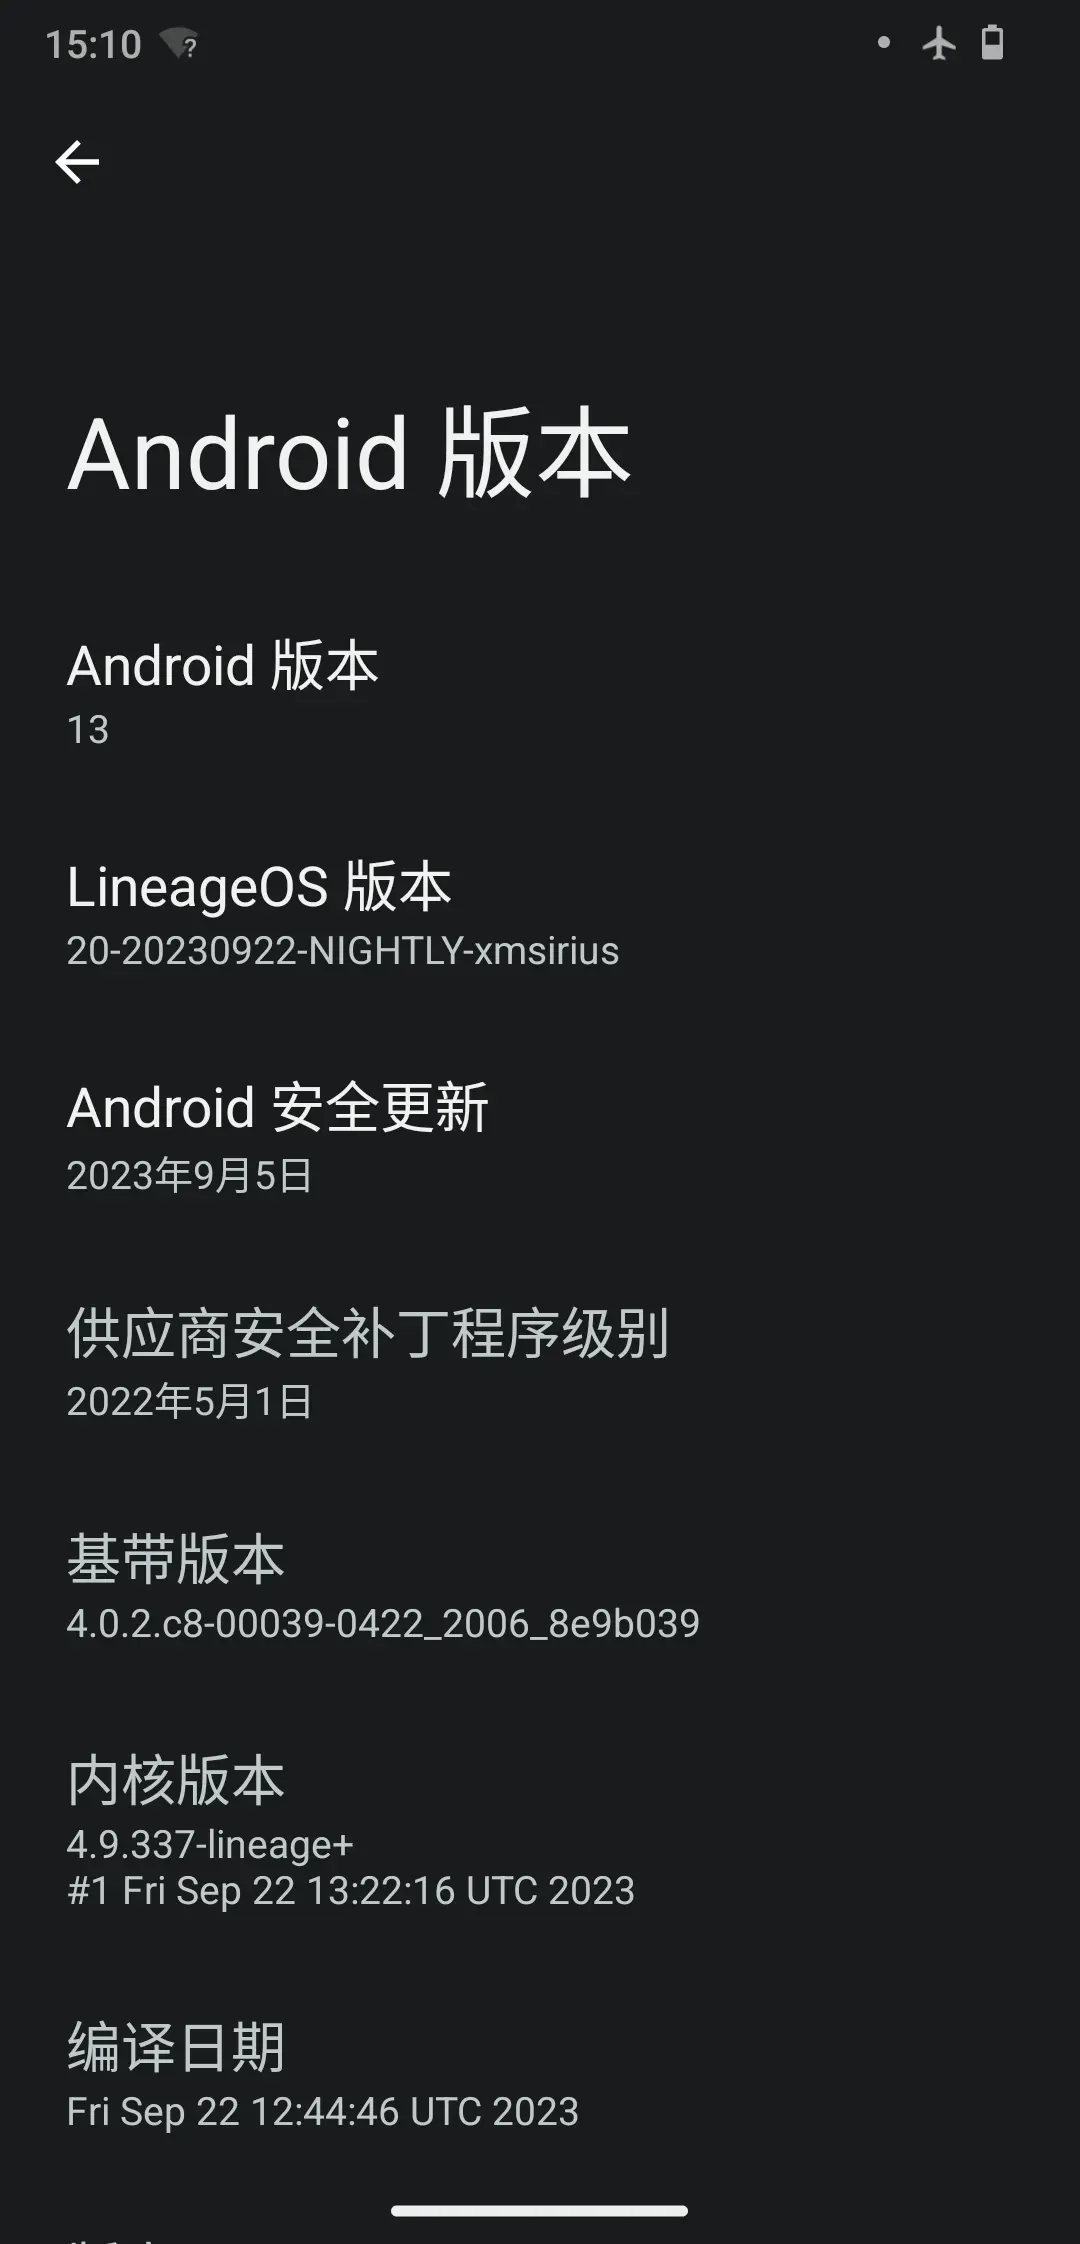 15:10
Android 版本
Android 版本
13
LineageOS 版本
20-20230922-NIGHTLY-xmsirius
Android 安全更新
2023年9月5日
供应商安全补丁程序级别
2022年5月1日
基带版本
4.0.2.c8-00039-0422_2006_8e9b039
内核版本
4.9.337-lineage+
#1 Fri Sep 22 13:22:16 UTC 2023
编译日期
Fri Sep 22 12:44:46 UTC 2023